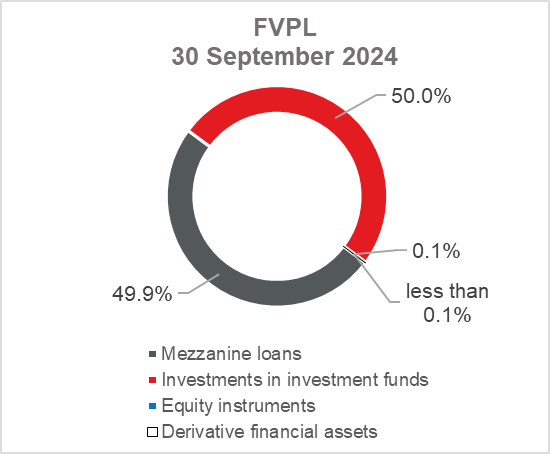 FVPL
30 September 2024
50.0%
0.1%
less than
0.1%
49.9%
Mezzanine loans
Investments in investment funds
Equity instruments
Derivative financial assets